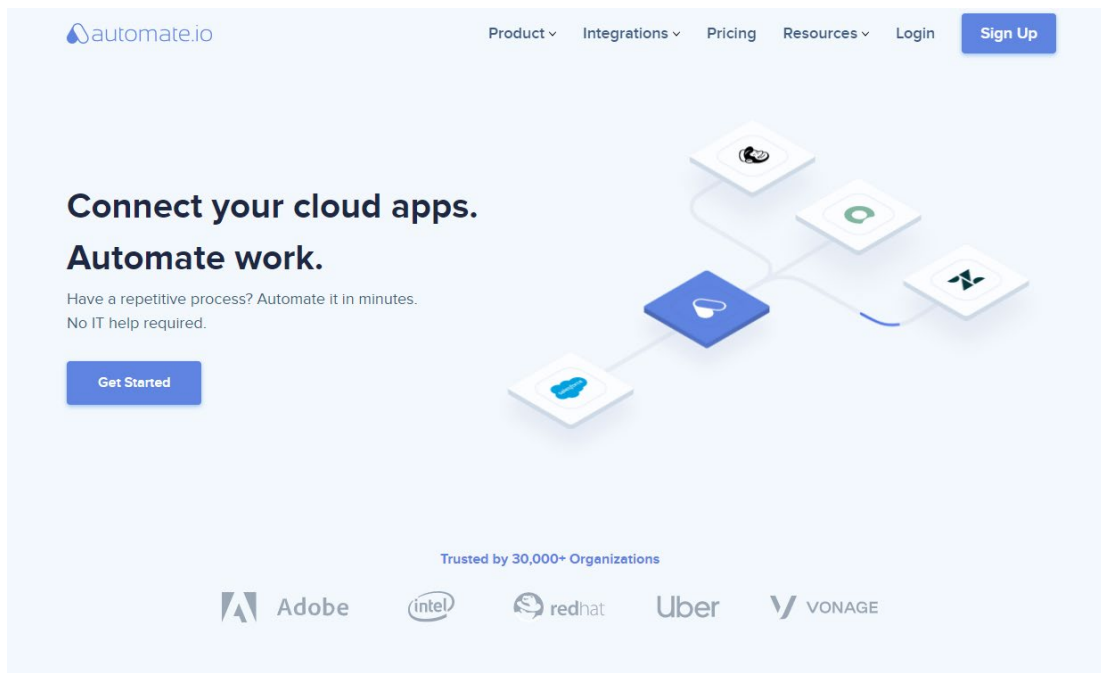 automate.io
Product Integrations Pricing Resources Login Sign Up
Connect your cloud apps.
Automate work.
Have a repetitive process? Automate it in minutes.
No IT help required.
Get Started
Trusted by 30,000+ Organizations
Adobe intel redhat Uber VONAGE